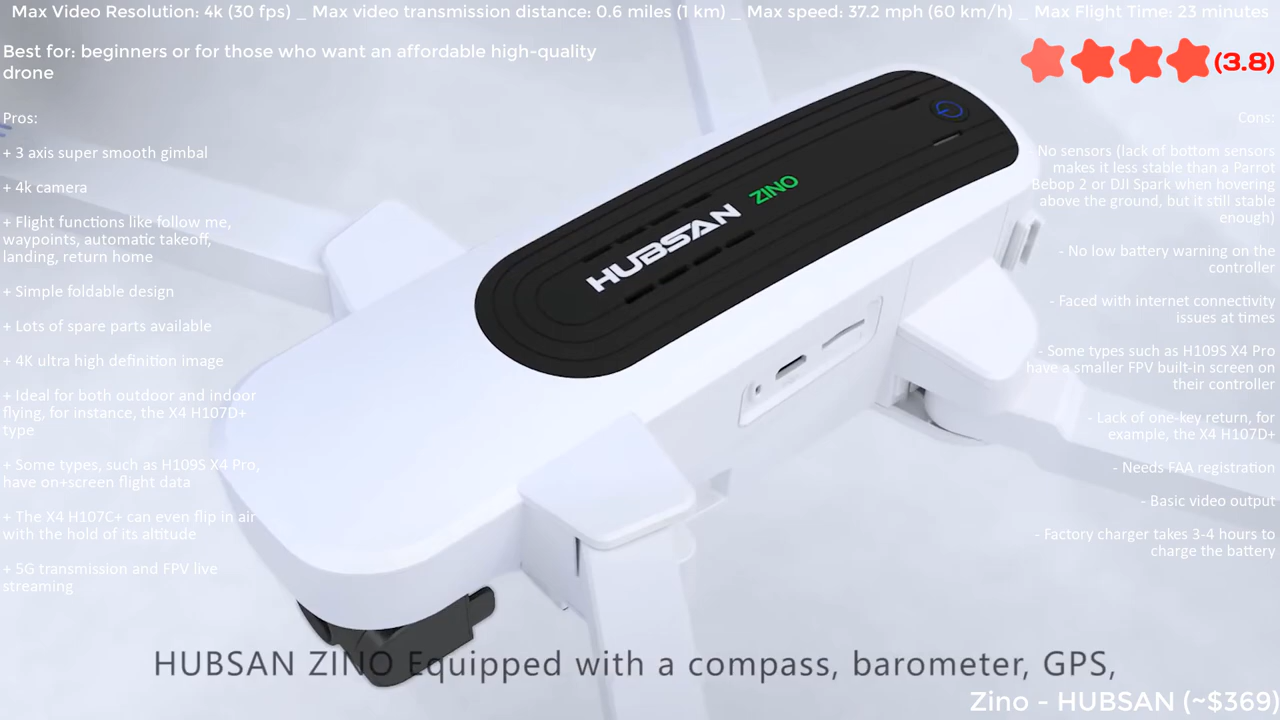 Max Video Resolution: 4k (30 fps) _ Max video transmission distance: 0.6 miles (1 km) _ Max speed: 37.2 mph (60 km/h) _ Max Flight Time: 23 minutes
Best for: beginners or for those who want an affordable high-quality
drone
(3.8)
Pros:
+ 3 axis super smooth gimbal
+ 4k camera
+ Flight functions like follow me,
waypoints, automatic takeoff,
landing, return home
+ Simple foldable design
+ Lots of spare parts available
+ 4K ultra high definition image
+ Ideal for both outdoor and indoor
flying, for instance, the X4 H107D+
type
+ Some types, such as H109S X4 Pro,
have on+screen flight data
+ The X4 H107C+ can even flip in air
with the hold of its altitude
+ 5G transmission and FPV live
streaming
Cons:
No sensors (lack of bottom sensors
makes it less stable than a Parrot
Bebop 2 or DJI Spark when hovering
above the ground, but it still stable
enough)
- No low battery warning on the
controller
- Faced with internet connectivity
issues at times
- Some types such as H109S X4 Pro
have a smaller FPV built-in screen on
their controller
- Lack of one-key return, for
example, the X4 H107D+
- Needs FAA registration
- Basic video output
- Factory charger takes 3-4 hours to
charge the battery
HUBSAN ZINO
HUBSAN ZINO Equipped with a compass, barometer, GPS,
Zino - HUBSAN (~$369)